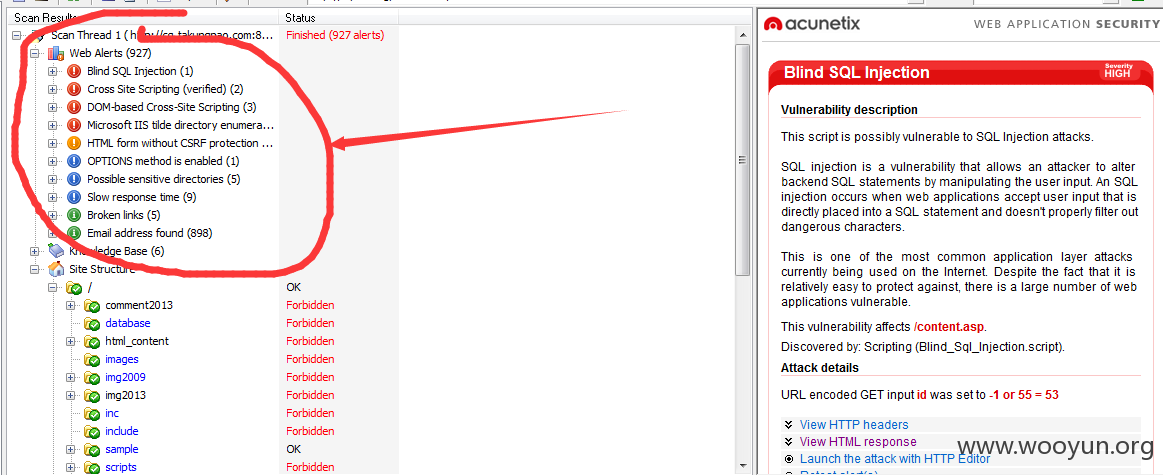 Scan Results
Status
acunetix
WEB APPLICATION SECURITY
Scan Thread 1 (
Finished (927 alerts)
Web Alerts (927)
Blind SQL Injection (1)
Cross Site Scripting (verified) (2)
DOM-based Cross-Site Scripting (3)
Microsoft IIS tilde directory enumera...
HTML form without CSRF protection ...
OPTIONS method is enabled (1)
Possible sensitive directories (5)
Slow response time (9)
Broken links (5)
Email address found (898)
Knowledge Base (6)
Site Structure
/
OK
comment2013
Forbidden
database
Forbidden
html_content
Forbidden
images
Forbidden
img2009
Forbidden
img2013
Forbidden
inc
Forbidden
include
Forbidden
sample
OK
scripts
Forbidden
Blind SQL Injection
Severity
HIGH
Vulnerability description
This script is possibly vulnerable to SQL Injection attacks.
SQL injection is a vulnerability that allows an attacker to alter
backend SQL statements by manipulating the user input. An SQL
injection occurs when web applications accept user input that is
directly placed into a SQL statement and doesn't properly filter out
dangerous characters.
This is one of the most common application layer attacks
currently being used on the Internet. Despite the fact that it is
relatively easy to protect against, there is a large number of web
applications vulnerable.
This vulnerability affects /content.asp.
Discovered by: Scripting (Blind_Sql_Injection.script).
Attack details
URL encoded GET input id was set to -1 or 55 = 53
View HTTP headers
View HTML response
Launch the attack with HTTP Editor
www.wooyun.org